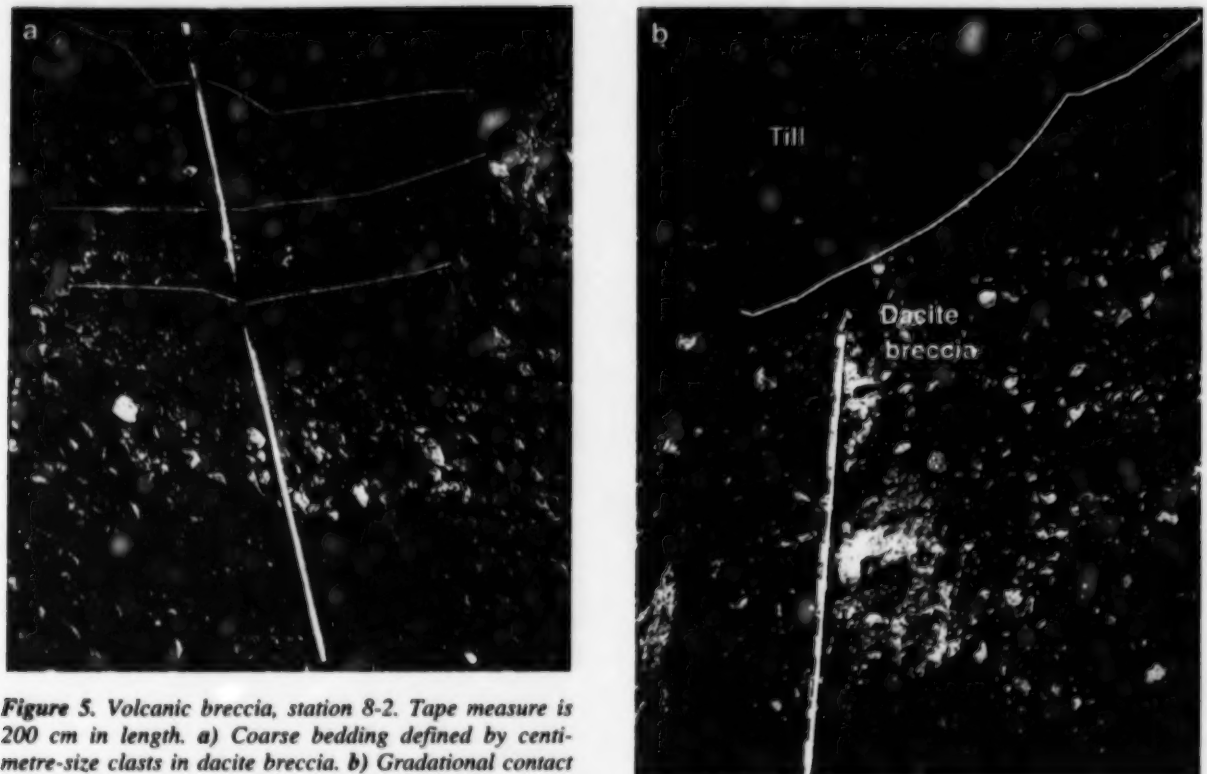 a
b
Till
Dacite
breccia
Figure 5. Volcanic breccia, station 8-2. Tape measure is
200 cm in length. a) Coarse bedding defined by centi-
metre-size clasts in dacite breccia. b) Gradational contact